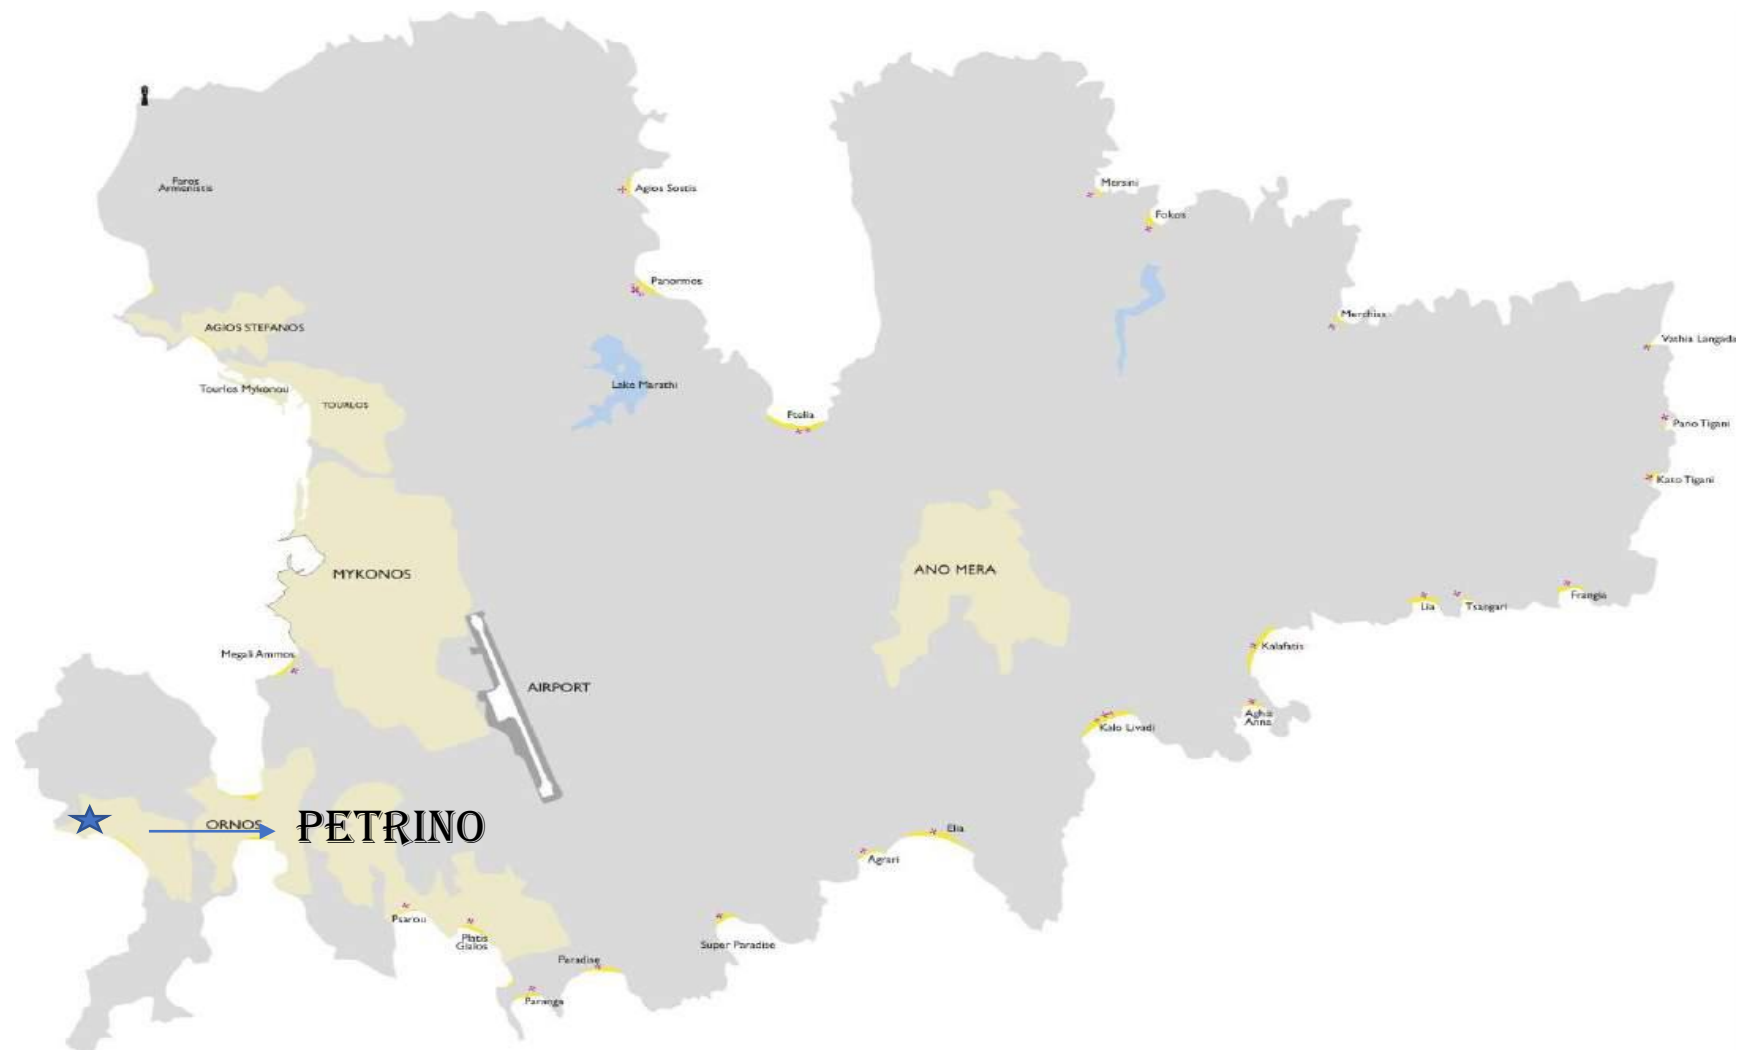 Faros
Armenistis
Agios Sostis
Mersini
Fokos
Panormos
AGIOS STEFANOS
Merchias
Vathia Langada
Tourlos Mykonou
TOURLOS
Lake Marathi
Ftelia
Pano Tigani
Kato Tigani
MYKONOS
ANO MERA
Lia
Tsangari
Frangia
Megali Ammos
Kalafatis
AIRPORT
Aghia
Anna
Kalo Livadi
ORNOS
PETRINO
Elia
Agrari
Psarou
Platis
Gialos
Super Paradise
Paradise
Paranga